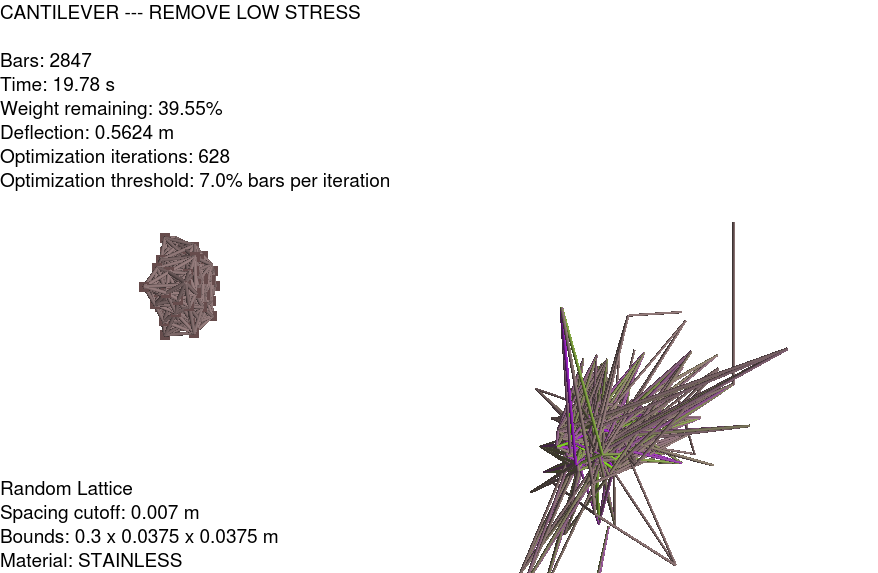 CANTILEVER --- REMOVE LOW STRESS
Bars: 2847
Time: 19.78 s
Weight remaining: 39.55%
Deflection: 0.5624 m
Optimization iterations: 628
Optimization threshold: 7.0% bars per iteration
Random Lattice
Spacing cutoff: 0.007 m
Bounds: 0.3 x 0.0375 x 0.0375 m
Material: STAINLESS